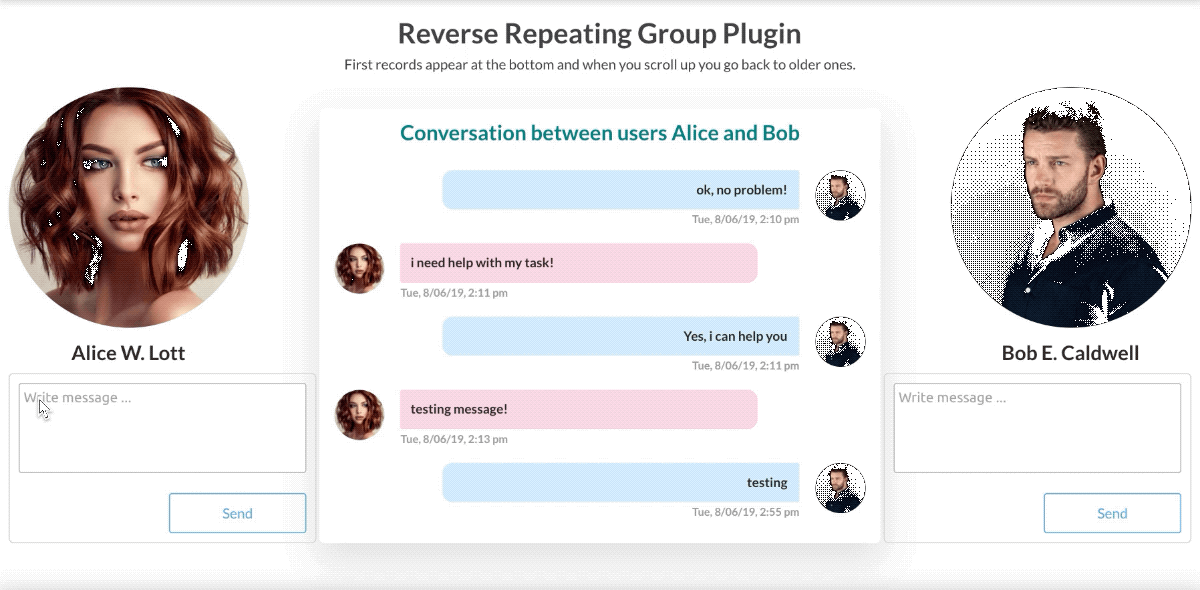 Reverse Repeating Group Plugin
First records appear at the bottom and when you scroll up you go back to older ones.
Conversation between users Alice and Bob
ok, no problem!
Tue, 8/06/19, 2:10 pm
i need help with my task!
Tue, 8/06/19, 2:11 pm
Yes, i can help you
Tue, 8/06/19, 2:11 pm
testing message!
Tue, 8/06/19, 2:13 pm
testing
Tue, 8/06/19, 2:55 pm
Alice W. Lott
Write message ...
Send
Bob E. Caldwell
Write message ...
Send